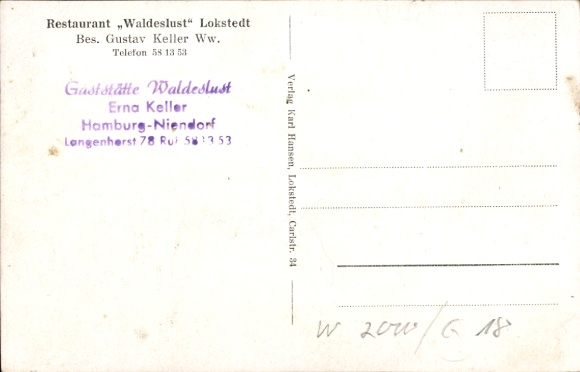 Restaurant „Waldeslust“ Lokstedt
Bes. Gustav Keller Ww.
Telefon 58 13 53
Gaststätte Waldeslust
Erna Keller
Hamburg-Niendorf
Langenhorst 78 Ruf 58 13 53
Verlag Karl Hansen, Lokstedt, Carlstr. 34
W 2000 / G 18